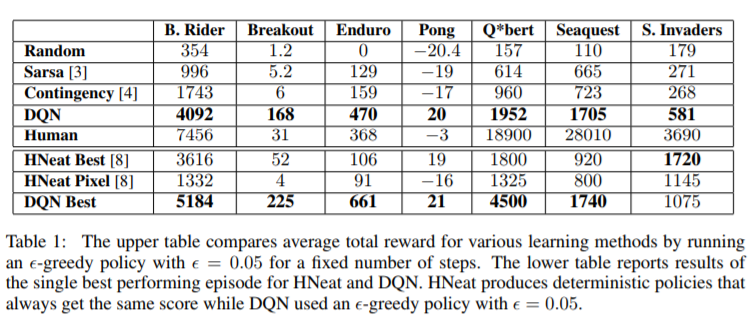 B. Rider Breakout Enduro Pong Q*bert Seaquest S. Invaders
Random 354 1.2 0 −20.4 157 110 179
Sarsa [3] 996 5.2 129 −19 614 665 271
Contingency [4] 1743 6 159 −17 960 723 268
DQN 4092 168 470 20 1952 1705 581
Human 7456 31 368 −3 18900 28010 3690
HNeat Best [8] 3616 52 106 19 1800 920 1720
HNeat Pixel [8] 1332 4 91 −16 1325 800 1145
DQN Best 5184 225 661 21 4500 1740 1075
Table 1: The upper table compares average total reward for various learning methods by running
an ϵ-greedy policy with ϵ = 0.05 for a fixed number of steps. The lower table reports results of
the single best performing episode for HNeat and DQN. HNeat produces deterministic policies that
always get the same score while DQN used an ϵ-greedy policy with ϵ = 0.05.